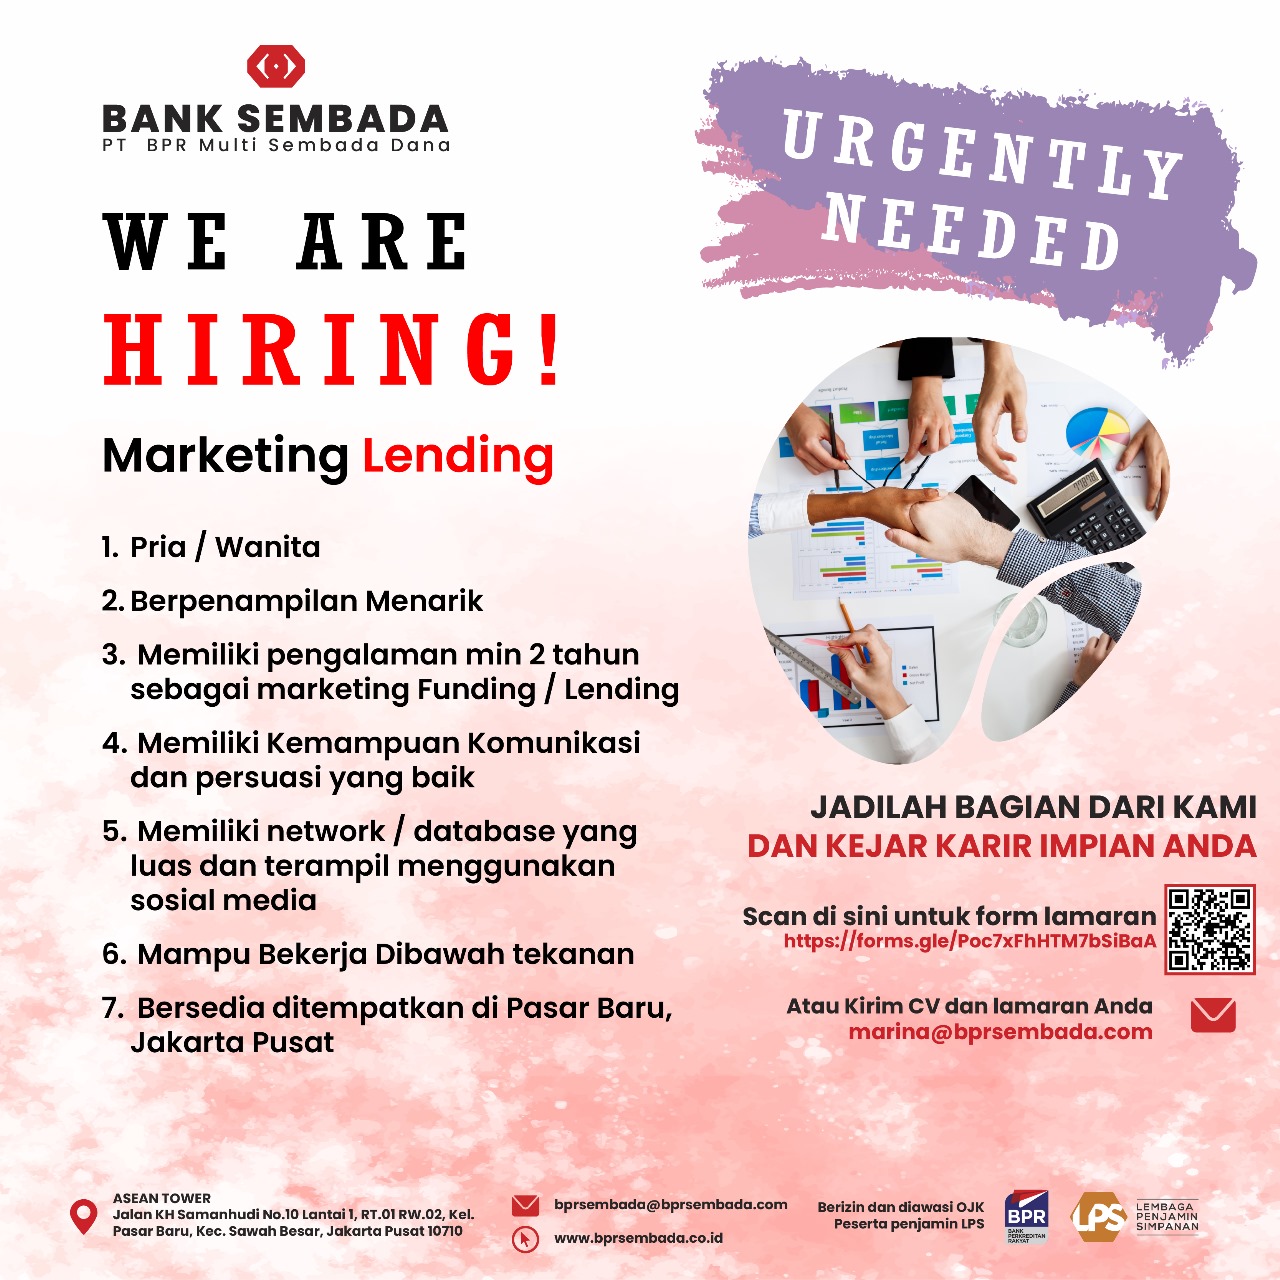 BANK SEMBADA
PT BPR Multi Sembada Dana
URGENTLY
NEEDED
WE ARE
HIRING!
Marketing Lending
1. Pria / Wanita
2. Berpenampilan Menarik
3. Memiliki pengalaman min 2 tahun
sebagai marketing Funding / Lending
4. Memiliki Kemampuan Komunikasi
dan persuasi yang baik
5. Memiliki network / database yang
luas dan terampil menggunakan
sosial media
6. Mampu Bekerja Dibawah tekanan
7. Bersedia ditempatkan di Pasar Baru,
Jakarta Pusat
JADILAH BAGIAN DARI KAMI
DAN KEJAR KARIR IMPIAN ANDA
Scan di sini untuk form lamaran
https://forms.gle/Poc7xFhHTM7bSiBaA
Atau Kirim CV dan lamaran Anda
marina@bprsembada.com
ASEAN TOWER
Jalan KH Samanhudi No.10 Lantai 1, RT.01 RW.02, Kel.
Pasar Baru, Kec. Sawah Besar, Jakarta Pusat 10710
bprsembada@bprsembada.com
www.bprsembada.co.id
Berizin dan diawasi OJK
Peserta penjamin LPS
BPR
BANK
PERKREDITAN
RAKYAT
LPS
LEMBAGA
PENJAMIN
SIMPANAN